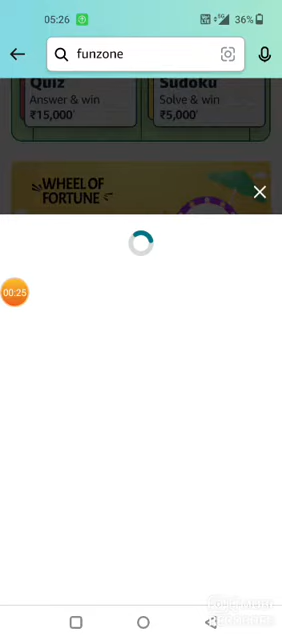 05:26
5G
36%
funzone
Quiz
Sudoku
Answer & win
Solve & win
₹15,000
₹5,000
WHEEL OF
FORTUNE
00:25